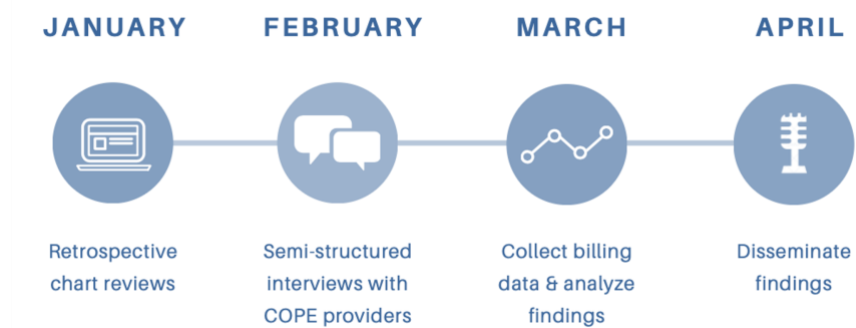 JANUARY
FEBRUARY
MARCH
APRIL
Retrospective
chart reviews
Semi-structured
interviews with
COPE providers
Collect billing
data & analyze
findings
Disseminate
findings